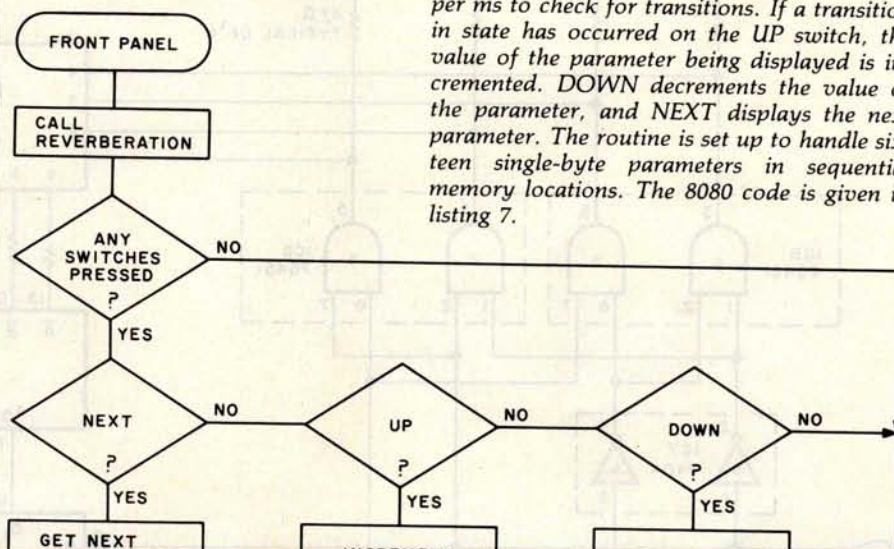 per ms to check for transitions. If a transition
in state has occurred on the UP switch, th
value of the parameter being displayed is in
cremented. DOWN decrements the value o
the parameter, and NEXT displays the nex
parameter. The routine is set up to handle six
teen single-byte parameters in sequentia
memory locations. The 8080 code is given i
listing 7.
FRONT PANEL
CALL
REVERBERATION
ANY
SWITCHES
PRESSED
?
NO
YES
NEXT
?
NO
YES
UP
?
NO
YES
DOWN
?
NO
YES
GET NEXT